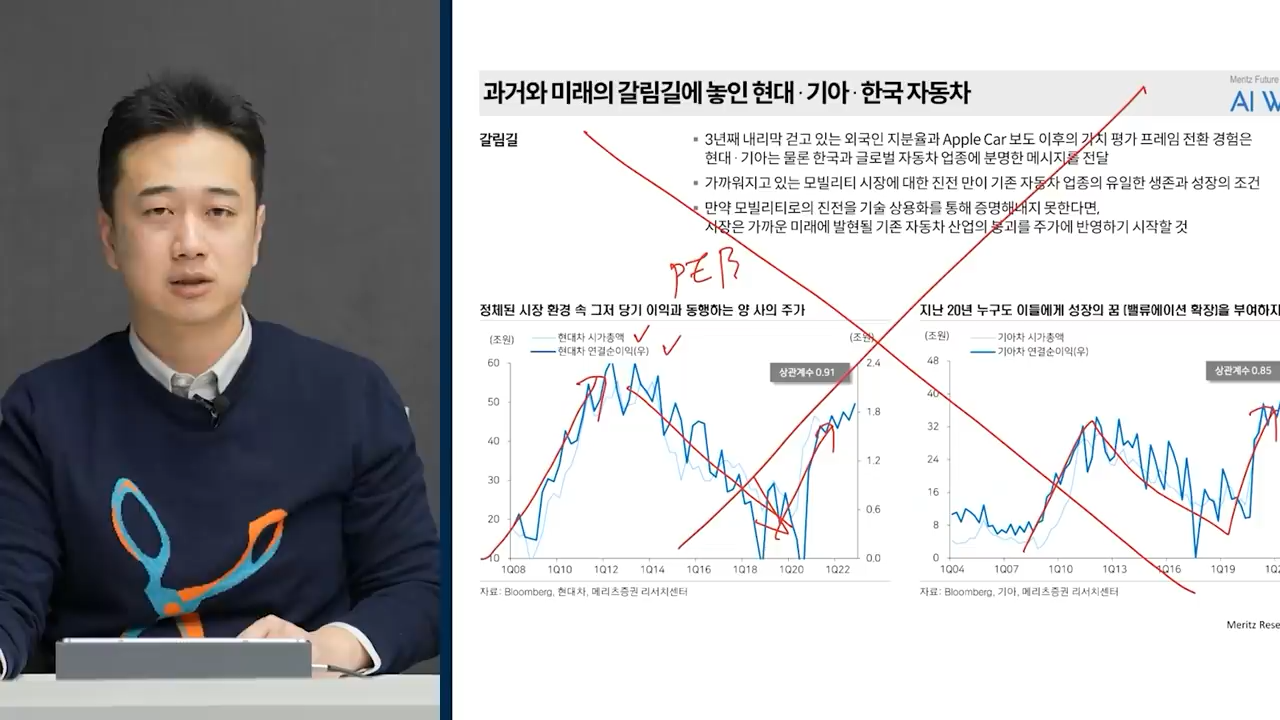 과거와 미래의 갈림길에 놓인 현대 · 기아 · 한국 자동차
Meritz Future
AI W
갈림길
▪ 3년째 내리막 걷고 있는 외국인 지분율과 Apple Car 보도 이후의 가치 평가 프레임 전환 경험은
현대 · 기아는 물론 한국과 글로벌 자동차 업종에 분명한 메시지를 전달
▪ 가까워지고 있는 모빌리티 시장에 대한 진전 만이 기존 자동차 업종의 유일한 생존과 성장의 조건
▪ 만약 모빌리티로의 진전을 기술 상용화를 통해 증명해내지 못한다면,
시장은 가까운 미래에 발현될 기존 자동차 산업의 붕괴를 주가에 반영하기 시작할 것
정체된 시장 환경 속 그저 당기 이익과 동행하는 양 사의 주가
(조원)
현대차 시가총액
현대차 연결순이익(우)
(조원)
상관계수 0.91
60
50
40
30
20
10
2.4
1.8
1.2
0.6
0.0
1Q08 1Q10 1Q12 1Q14 1Q16 1Q18 1Q20 1Q22
자료: Bloomberg, 현대차, 메리츠증권 리서치센터
지난 20년 누구도 이들에게 성장의 꿈 (밸류에이션 확장)을 부여하지
(조원)
기아차 시가총액
기아차 연결순이익(우)
상관계수 0.85
48
40
32
24
16
8
0
1Q04 1Q07 1Q10 1Q13 1Q16 1Q19
자료: Bloomberg, 기아, 메리츠증권 리서치센터
Meritz Rese